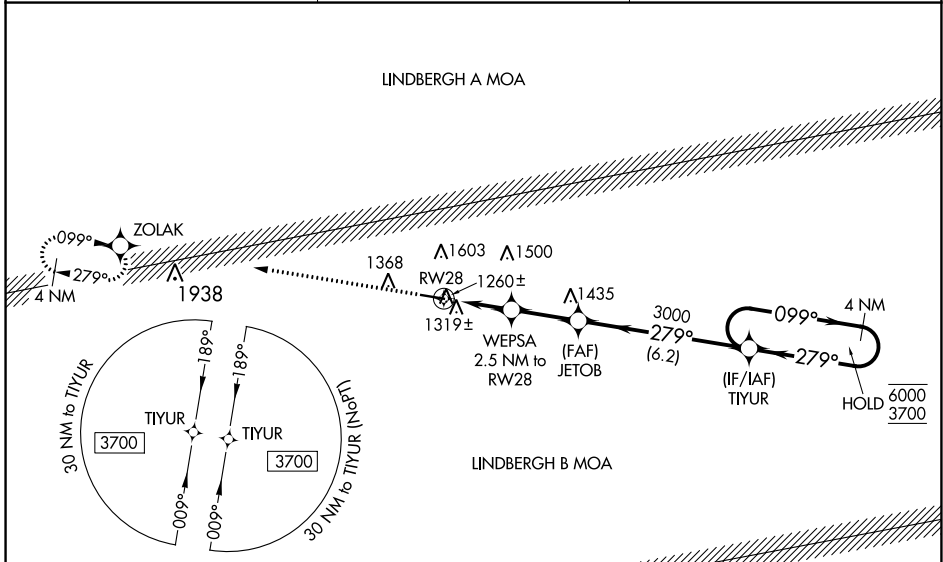 LINDBERGH A MOA
ZOLAK
099°
279°
4 NM
1938
1368
1603
1500
RW28
1260±
1319±
1435
WEPSA
2.5 NM to
RW28
(FAF)
JETOB
3000
279°
(6.2)
(IF/IAF)
TIYUR
099°
279°
4 NM
HOLD
6000
3700
30 NM to TIYUR
3700
TIYUR
189°
009°
189°
009°
TIYUR
3700
30 NM to TIYUR (NoPT)
LINDBERGH B MOA